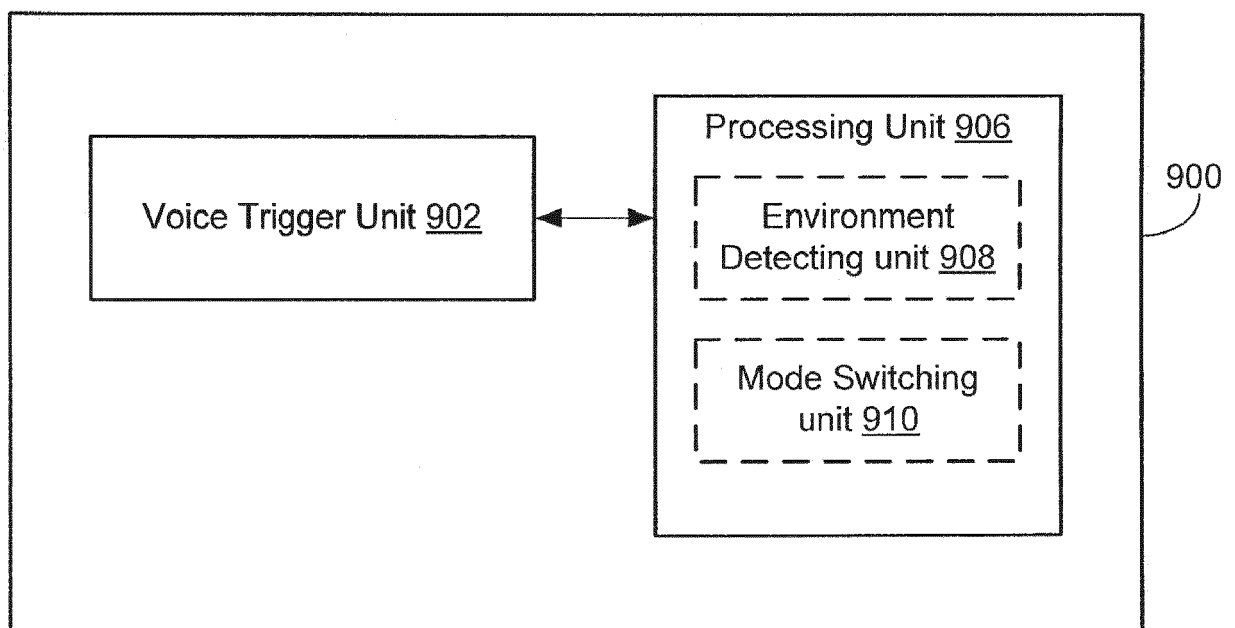 Processing Unit 906
Voice Trigger Unit 902
Environment
Detecting unit 908
Mode Switching
unit 910
900